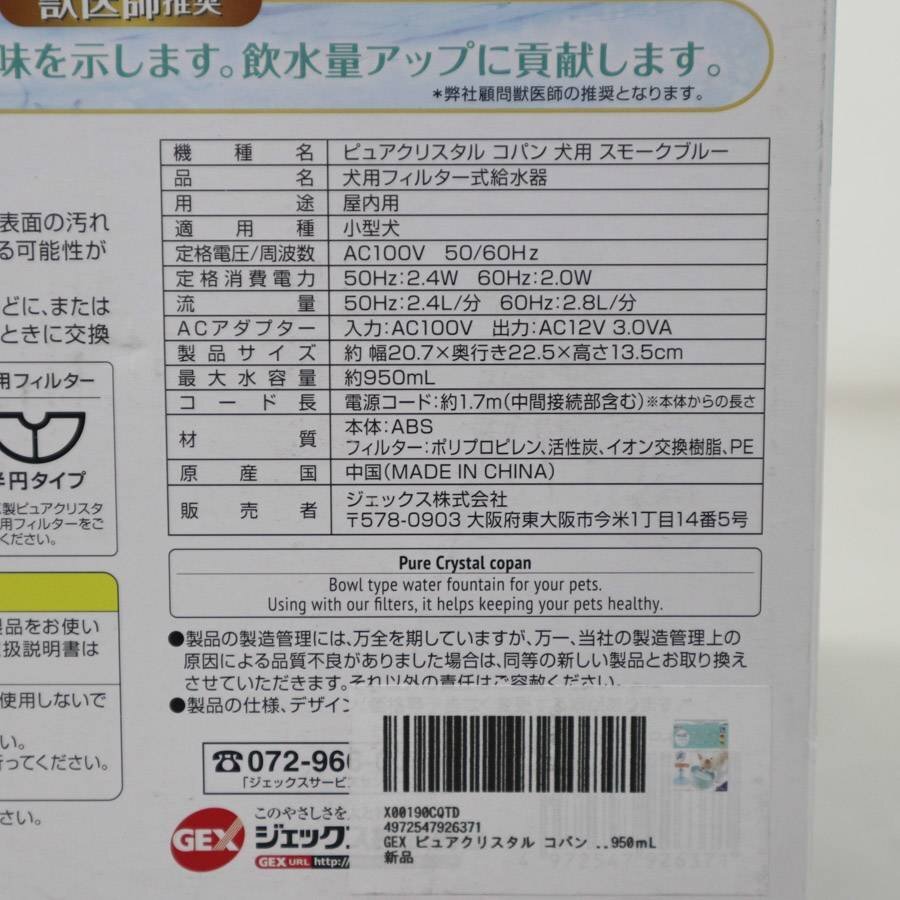 獣医師推奨
味を示します。飲水量アップに貢献します。
*弊社顧問獣医師の推奨となります。
表面の汚れ
る可能性が
どに、または
ときに交換
用フィルター
半円タイプ
製ピュアクリスタ
用フィルターをご
ください。
製品をお使い
扱説明書は
使用しないで
い。
行ってください。
さい。
機種名 ピュアクリスタル コパン 犬用 スモークブルー
品名 犬用フィルター式給水器
用途 屋内用
適用種 小型犬
定格電圧/周波数 AC100V 50/60Hz
定格消費電力 50Hz:2.4W 60Hz:2.0W
流量 50Hz:2.4L/分 60Hz:2.8L/分
ACアダプター 入力:AC100V 出力:AC12V 3.0VA
製品サイズ 約 幅20.7×奥行き22.5×高さ13.5cm
最大水容量 約950mL
コード長 電源コード:約1.7m(中間接続部含む)※本体からの長さ
材質 本体:ABS
フィルター:ポリプロピレン、活性炭、イオン交換樹脂、PE
原産国 中国(MADE IN CHINA)
販売者 ジェックス株式会社
〒578-0903 大阪府東大阪市今米1丁目14番5号
Pure Crystal copan
Bowl type water fountain for your pets.
Using with our filters, it helps keeping your pets healthy.
●製品の製造管理には、万全を期していますが、万一、当社の製造管理上の
原因による品質不良がありました場合は、同等の新しい製品とお取り換え
させていただきます。それ以外の責任はご容赦ください。
●製品の仕様、デザイン
☎072-966
「ジェックスサービ
このやさしさを
GEX ジェックス
GEX URL http:/
X00190CQTD
4972547926371
GEX ピュアクリスタル コパン ..950mL
新品